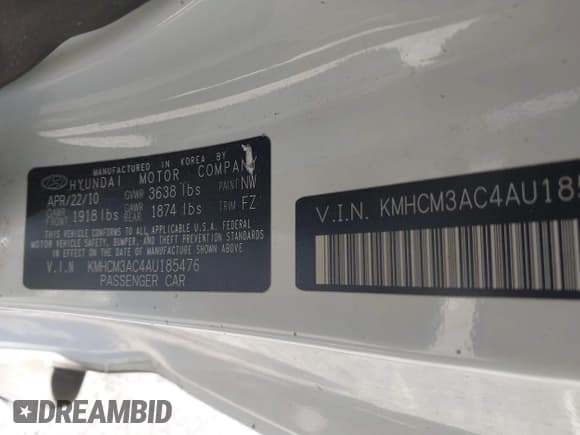 MANUFACTURED IN KOREA BY
HYUNDAI MOTOR COMPANY
APR/22/10 GVWR 3638 lbs PAINT NW
GAWR FRONT 1918 lbs GAWR REAR 1874 lbs TRIM FZ
THIS VEHICLE CONFORMS TO ALL APPLICABLE U.S.A. FEDERAL
MOTOR VEHICLE SAFETY, BUMPER, AND THEFT PREVENTION STANDARDS
IN EFFECT ON THE DATE OF MANUFACTURE SHOWN ABOVE
V.I.N KMHCM3AC4AU185476
PASSENGER CAR
V.I.N. KMHCM3AC4AU185
DREAMBID